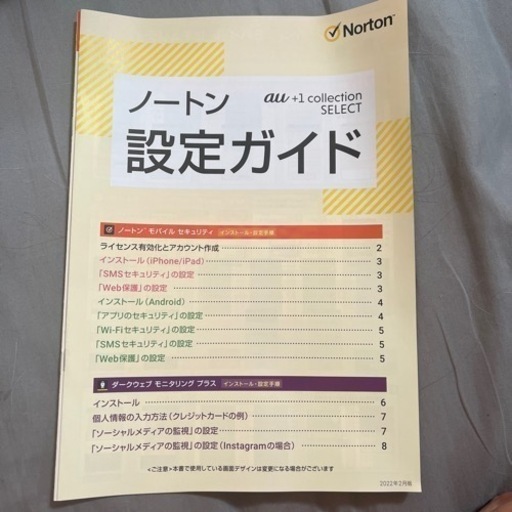 Norton
ノートン
au +1 collection
SELECT
設定ガイド
ノートン™ モバイル セキュリティ インストール・設定手順
ライセンス有効化とアカウント作成 2
インストール（iPhone/iPad） 3
「SMSセキュリティ」の設定 3
「Web保護」の設定 3
インストール（Android） 4
「アプリのセキュリティ」の設定 4
「Wi-Fiセキュリティ」の設定 5
「SMSセキュリティ」の設定 5
「Web保護」の設定 5
ダークウェブ モニタリング プラス インストール・設定手順
インストール 6
個人情報の入力方法（クレジットカードの例） 7
「ソーシャルメディアの監視」の設定 7
「ソーシャルメディアの監視」の設定（Instagramの場合） 8
＜ご注意＞本書で使用している画面デザインは変更になる場合がございます
2022年2月版